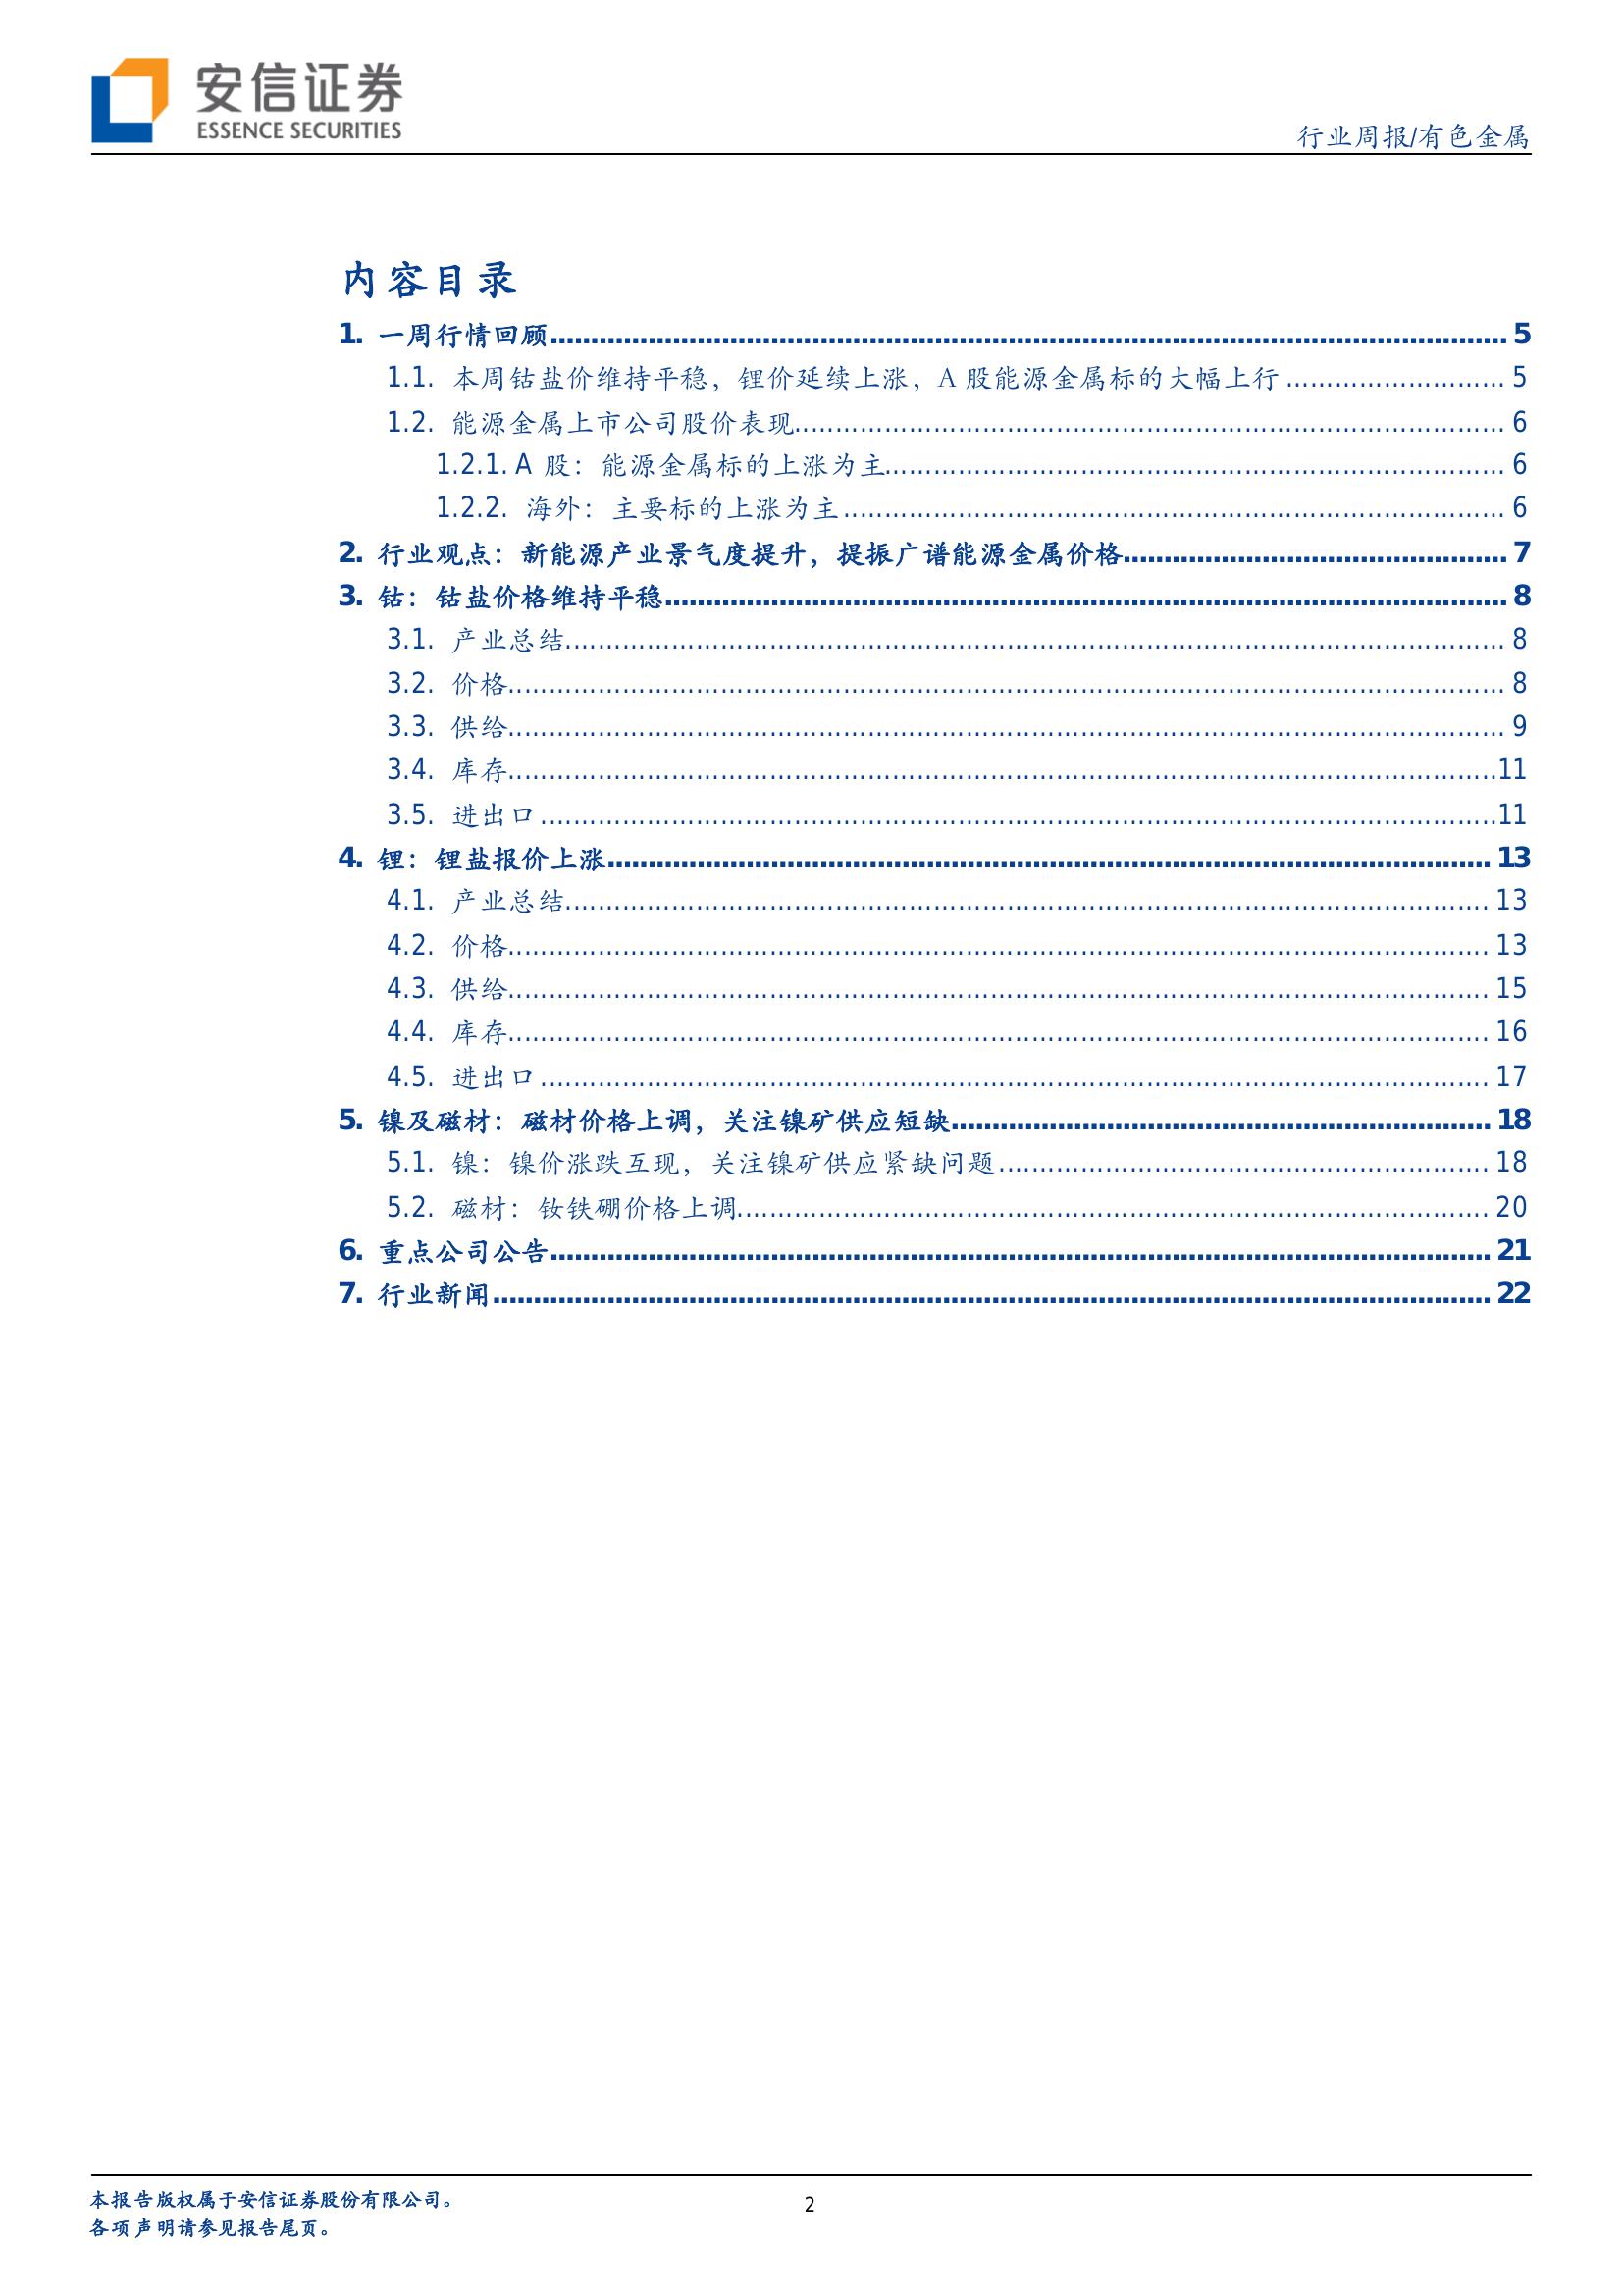 安信证券
ESSENCE SECURITIES
行业周报/有色金属
内容目录
1. 一周行情回顾 5
1.1. 本周钴盐价维持平稳，锂价延续上涨，A 股能源金属标的大幅上行 5
1.2. 能源金属上市公司股价表现 6
1.2.1. A 股：能源金属标的上涨为主 6
1.2.2. 海外：主要标的上涨为主 6
2. 行业观点：新能源产业景气度提升，提振广谱能源金属价格 7
3. 钴：钴盐价格维持平稳 8
3.1. 产业总结 8
3.2. 价格 8
3.3. 供给 9
3.4. 库存 11
3.5. 进出口 11
4. 锂：锂盐报价上涨 13
4.1. 产业总结 13
4.2. 价格 13
4.3. 供给 15
4.4. 库存 16
4.5. 进出口 17
5. 镍及磁材：磁材价格上调，关注镍矿供应短缺 18
5.1. 镍：镍价涨跌互现，关注镍矿供应紧缺问题 18
5.2. 磁材：钕铁硼价格上调 20
6. 重点公司公告 21
7. 行业新闻 22
本报告版权属于安信证券股份有限公司。
2
各项声明请参见报告尾页。